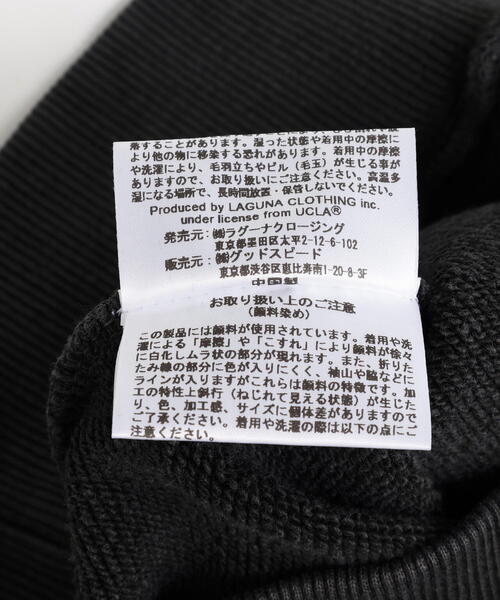 落することがあります。湿った状態や着用中の摩擦に
より他の物に移染する恐れがあります。着用中の摩擦
や洗濯により、毛羽立ちやピル（毛玉）が生じる事が
ありますので、お取り扱いにご注意ください。高温多
湿になる場所で、長時間放置・保管しないでください。
Produced by LAGUNA CLOTHING inc.
under license from UCLA®
発売元：㈱ラグーナクロージング
東京都墨田区太平2-12-6-102
販売元：㈱グッドスピード
東京都渋谷区恵比寿南1-20-8-3F
中国製
お取り扱い上のご注意
（顔料染め）
この製品には顔料が使用されています。着用や洗
濯による「摩擦」や「こすれ」により顔料が徐々
に白化しムラ状の部分が現れます。また、折りた
たみ線の部分に色が入りにくく、袖山や脇などに
ラインが入りますがこれらは顔料の特徴です。加
工の特性上斜行（ねじれて見える状態）が生じた
り、色、加工感、サイズに個体差がありますので
ご了承ください。着用や洗濯の際は以下の点にご
注意ください。